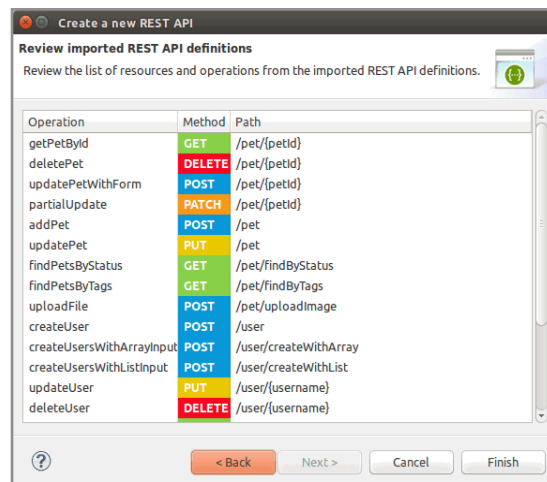 Create a new REST API
Review imported REST API definitions
Review the list of resources and operations from the imported REST API definitions.
Operation Method Path
getPetById GET /pet/{petId}
deletePet DELETE /pet/{petId}
updatePetWithForm POST /pet/{petId}
partialUpdate PATCH /pet/{petId}
addPet POST /pet
updatePet PUT /pet
findPetsByStatus GET /pet/findByStatus
findPetsByTags GET /pet/findByTags
uploadFile POST /pet/uploadImage
createUser POST /user
createUsersWithArrayInput POST /user/createWithArray
createUsersWithListInput POST /user/createWithList
updateUser PUT /user/{username}
deleteUser DELETE /user/{username}
? < Back Next > Cancel Finish